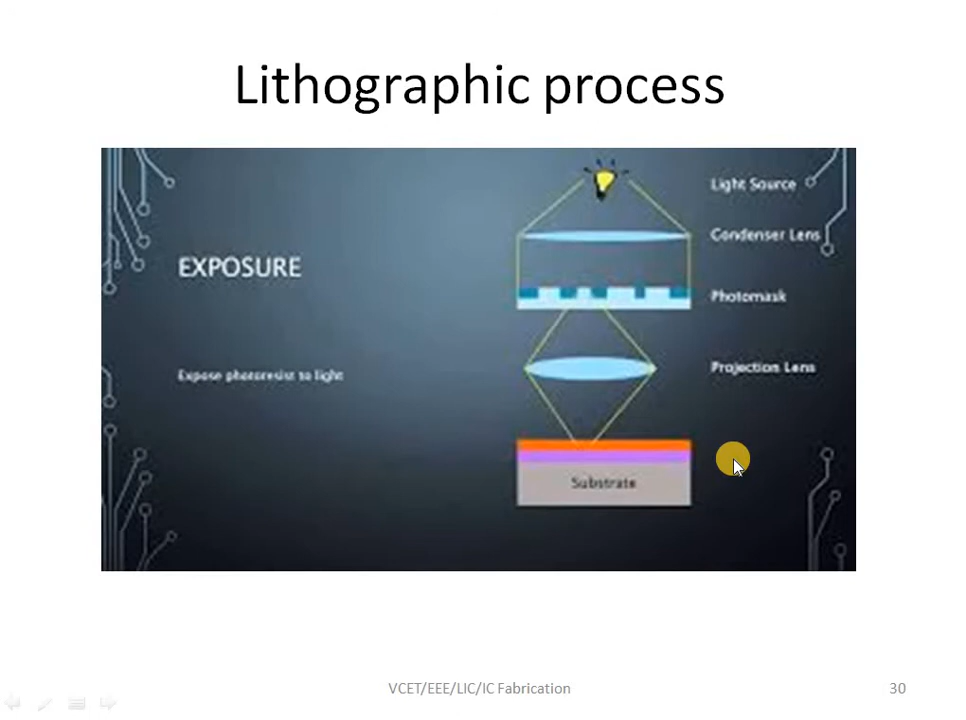 Lithographic process
Light Source
Condenser Lens
EXPOSURE
Photomask
Expose photoresist to light
Projection Lens
Substrate
VCET/EEE/LIC/IC Fabrication
30